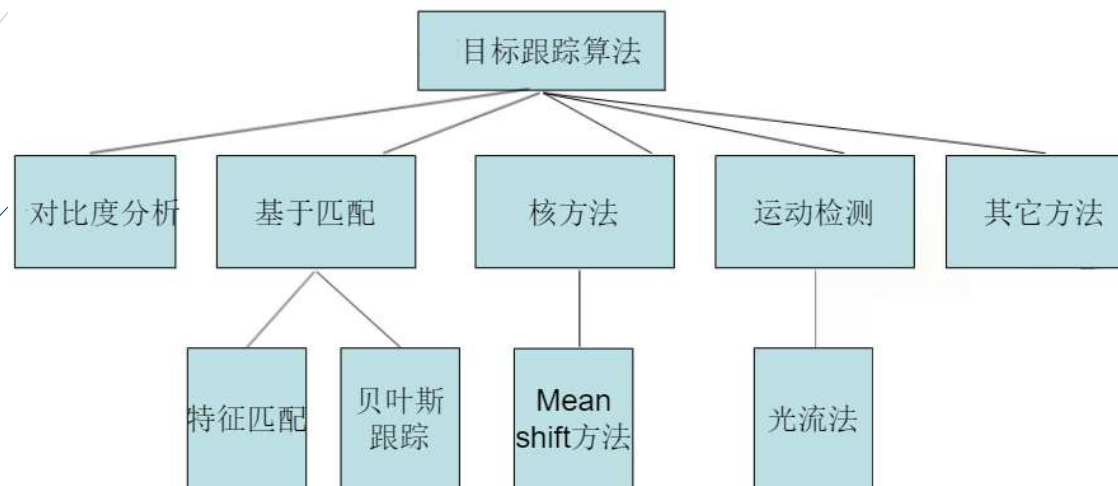 目标跟踪算法
对比度分析
基于匹配
核方法
运动检测
其它方法
特征匹配
贝叶斯
跟踪
Mean
shift方法
光流法